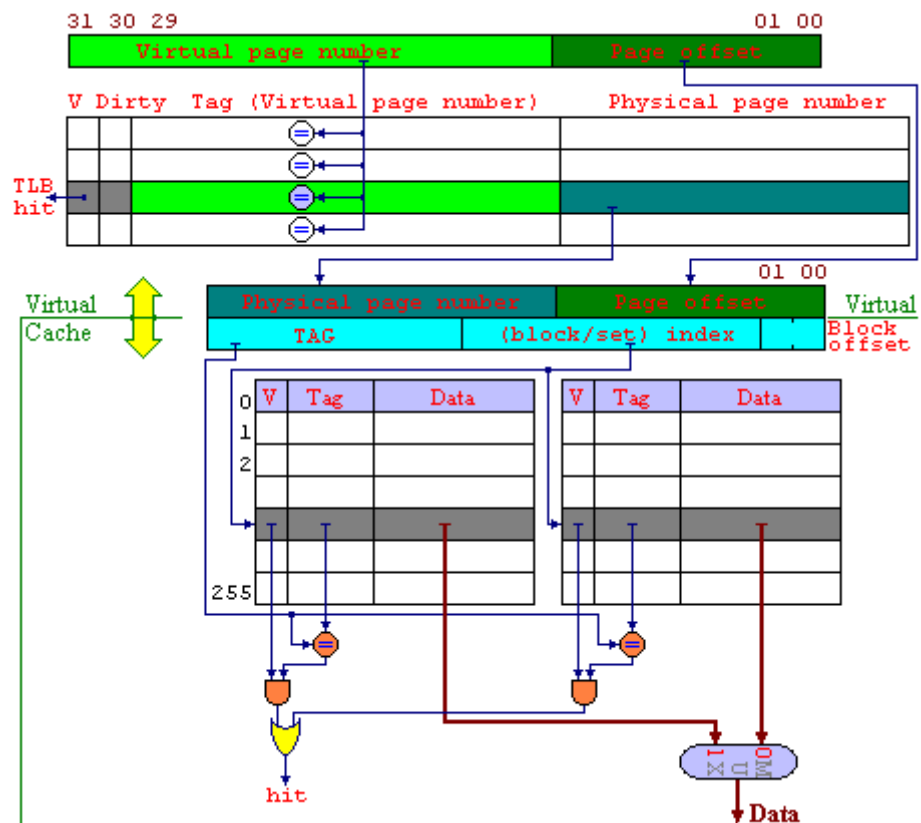 31 30 29 01 00
Virtual page number Page offset
V Dirty Tag (Virtual page number) Physical page number
=
=
TLB hit
=
=
01 00
Virtual Physical page number Page offset Virtual
Cache TAG (block/set) index Block offset
0 V Tag Data V Tag Data
1
2
255
= =
hit
1 0
MUX
Data